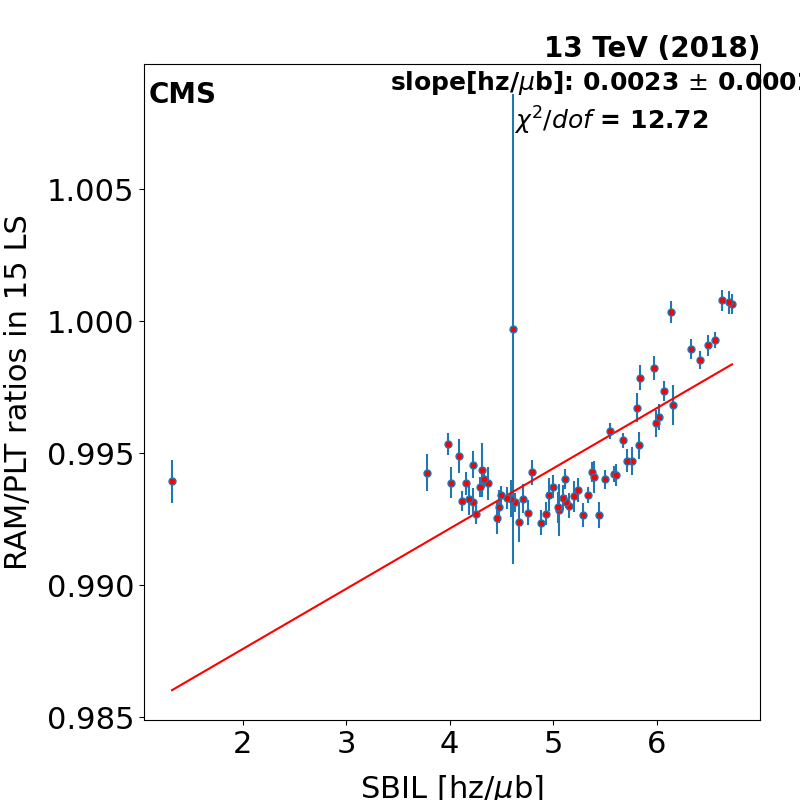 13 TeV (2018)
CMS
slope[hz/μb]: 0.0023 ± 0.000
χ²/dof = 12.72
RAM/PLT ratios in 15 LS
1.005
1.000
0.995
0.990
0.985
2 3 4 5 6
SBIL [hz/μb]